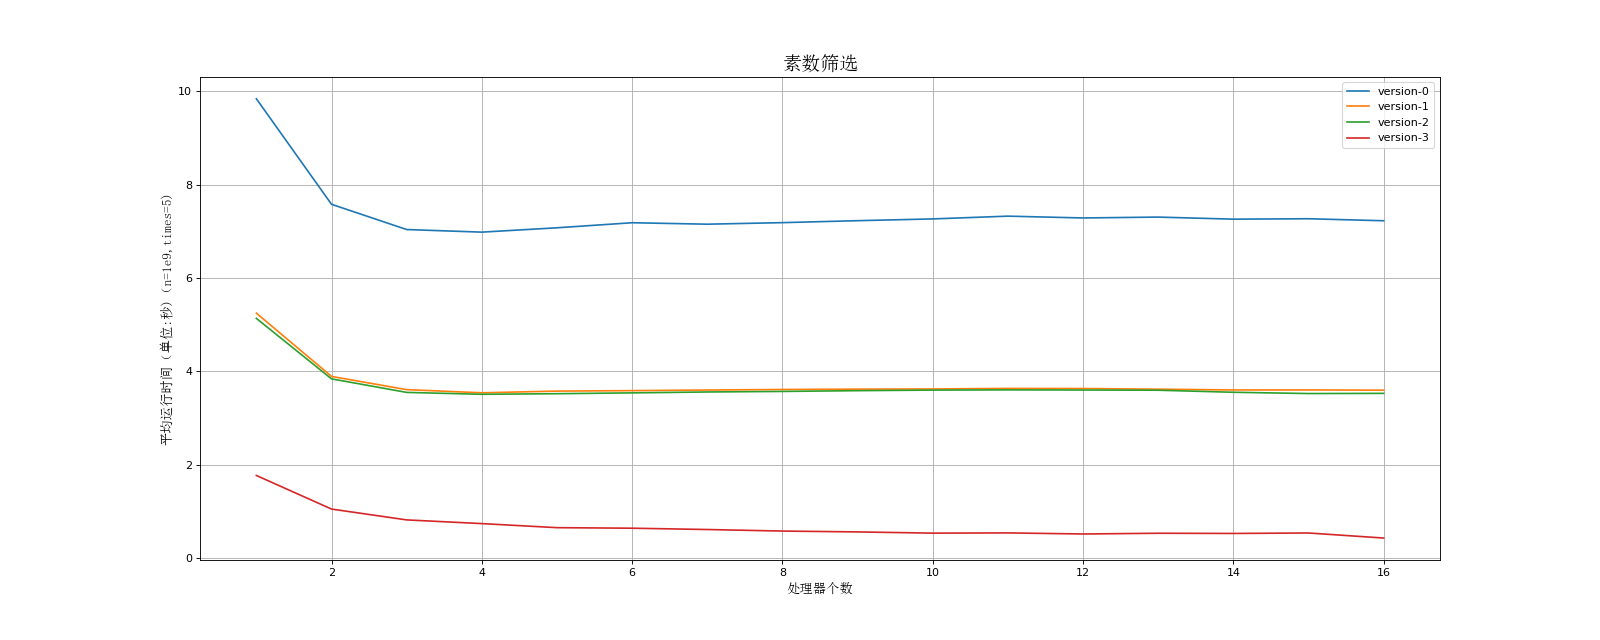 素数筛选
10
8
6
4
2
0
平均运行时间（单位:秒）(n=1e9,times=5)
version-0
version-1
version-2
version-3
2 4 6 8 10 12 14 16
处理器个数